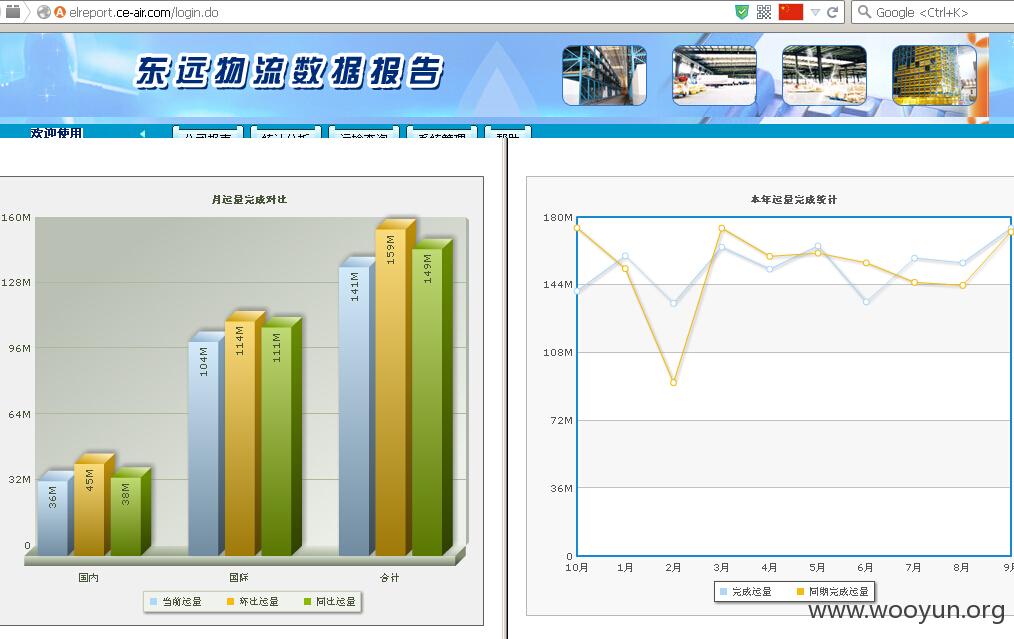 elreport.ce-air.com/login.do
Google <Ctrl+K>
东远物流数据报告
欢迎使用
公司报表 统计分析 运输查询 系统管理 帮助
月运量完成对比
160M
128M
96M
64M
32M
0
36M
45M
38M
104M
114M
111M
141M
159M
149M
国内 国际 合计
当前运量 环比运量 同比运量
本年运量完成统计
180M
144M
108M
72M
36M
0
10月 1月 2月 3月 4月 5月 6月 7月 8月 9月
完成运量 同期完成运量
www.wooyun.org